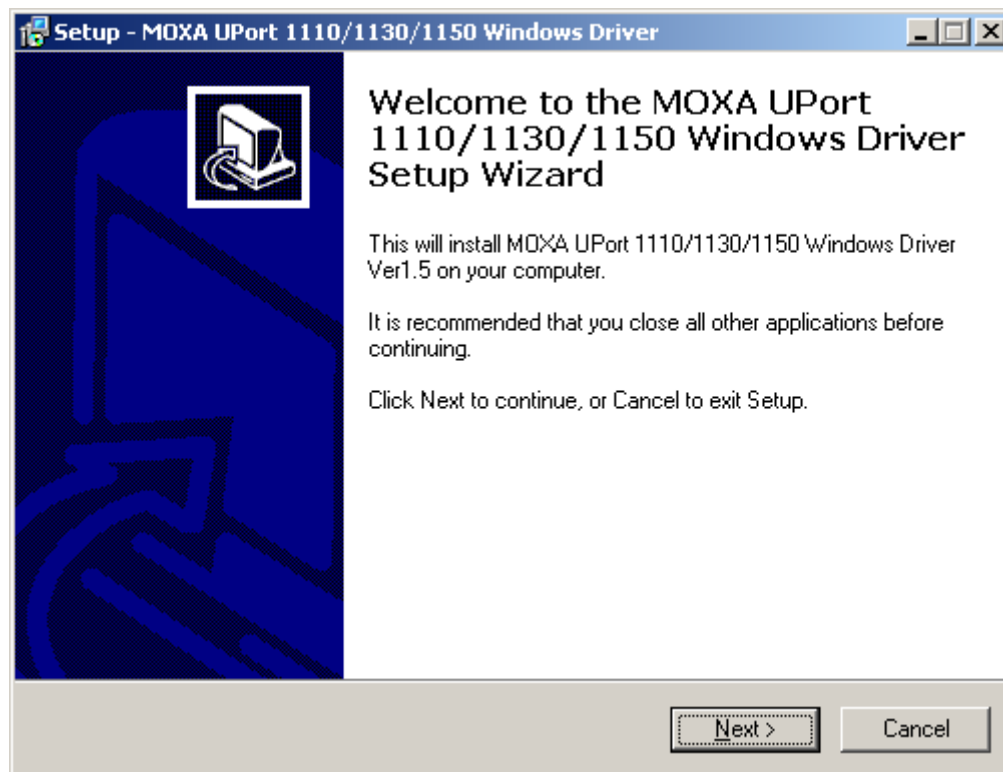 Setup - MOXA UPort 1110/1130/1150 Windows Driver
Welcome to the MOXA UPort
1110/1130/1150 Windows Driver
Setup Wizard
This will install MOXA UPort 1110/1130/1150 Windows Driver
Ver1.5 on your computer.
It is recommended that you close all other applications before
continuing.
Click Next to continue, or Cancel to exit Setup.
Next >
Cancel